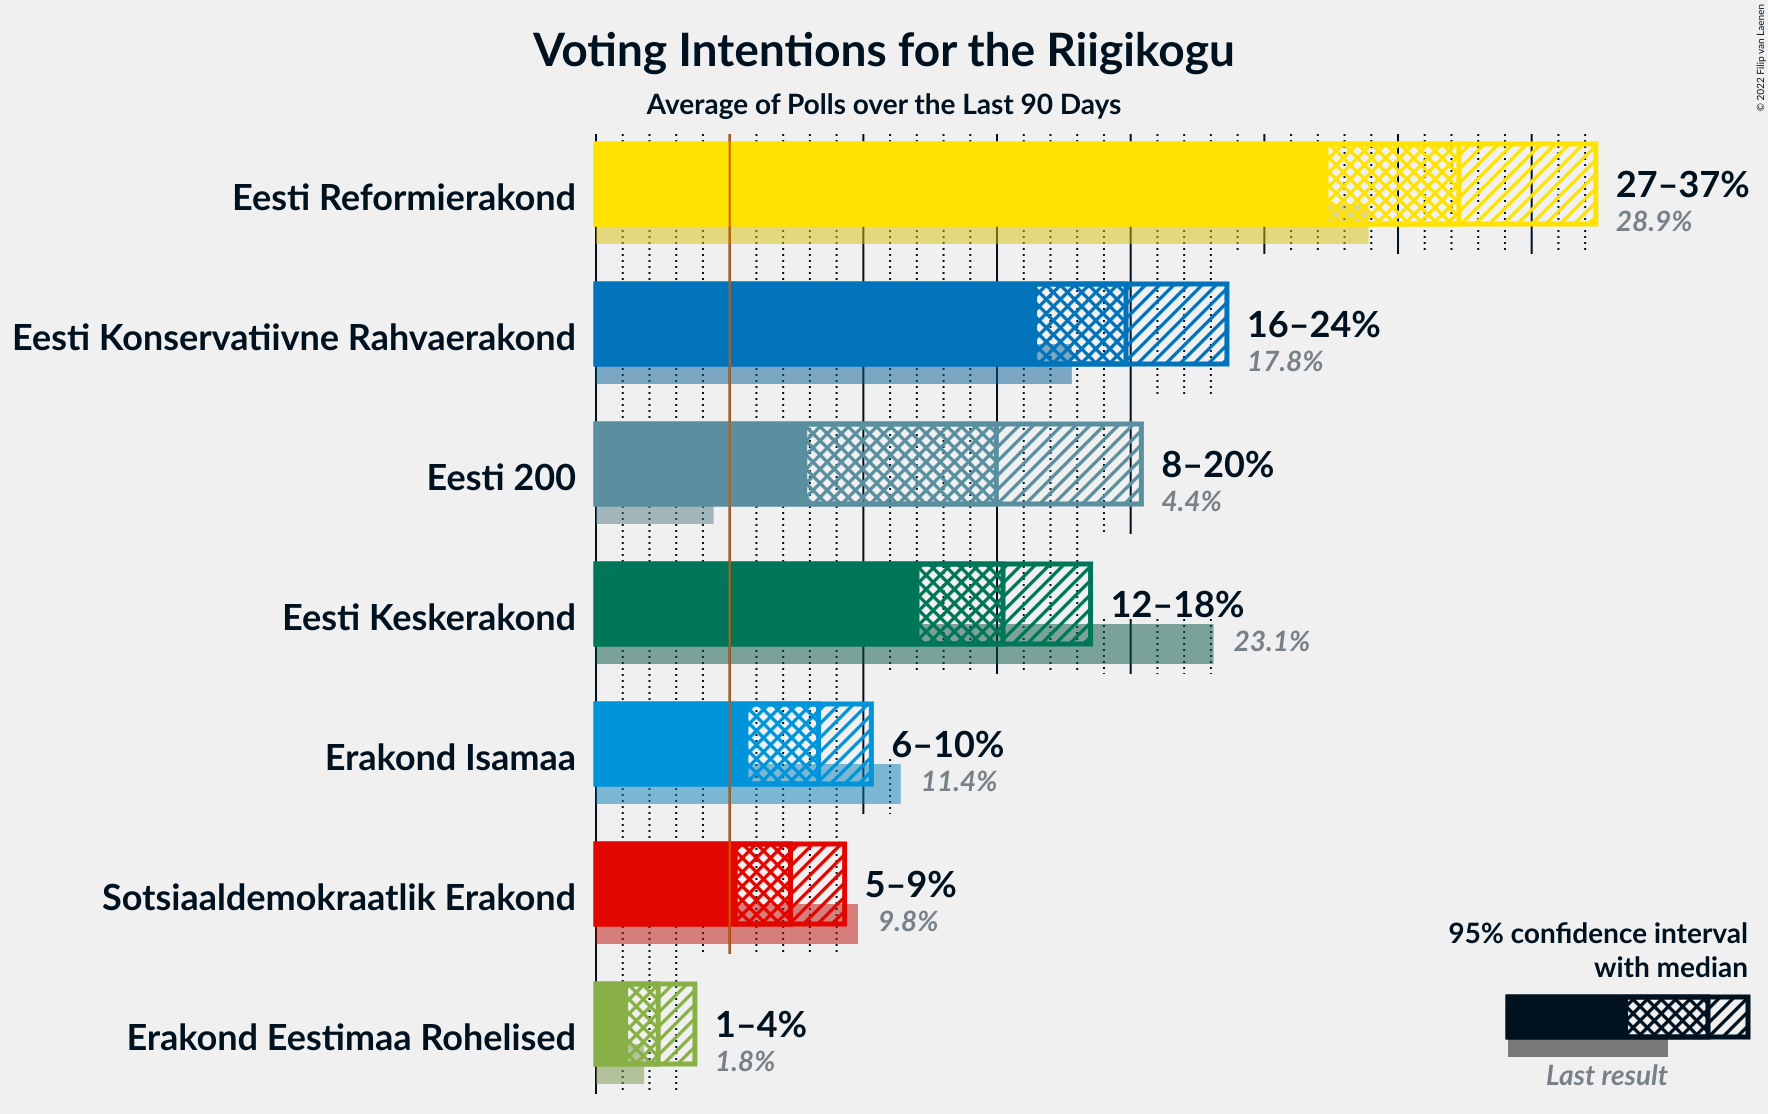 Voting Intentions for the Riigikogu
Average of Polls over the Last 90 Days
© 2022 Filip van Laenen
Eesti Reformierakond
27–37%
28.9%
Eesti Konservatiivne Rahvaerakond
16–24%
17.8%
Eesti 200
8–20%
4.4%
Eesti Keskerakond
12–18%
23.1%
Erakond Isamaa
6–10%
11.4%
Sotsiaaldemokraatlik Erakond
5–9%
9.8%
Erakond Eestimaa Rohelised
1–4%
1.8%
95% confidence interval
with median
Last result